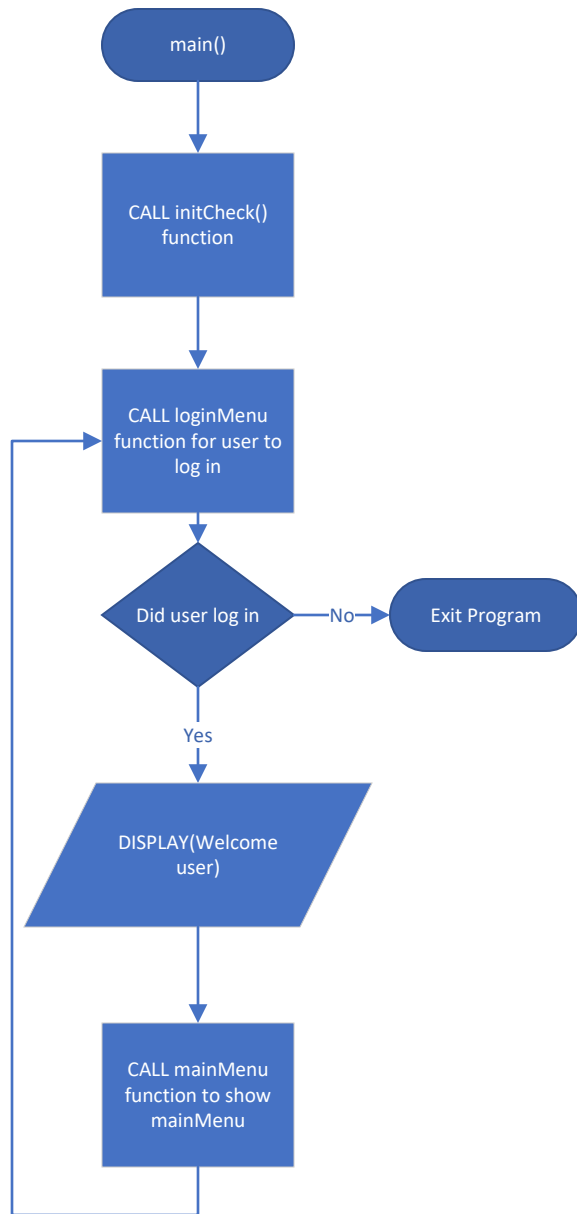 main()
CALL initCheck()
function
CALL loginMenu
function for user to
log in
Did user log in
No
Exit Program
Yes
DISPLAY(Welcome
user)
CALL mainMenu
function to show
mainMenu